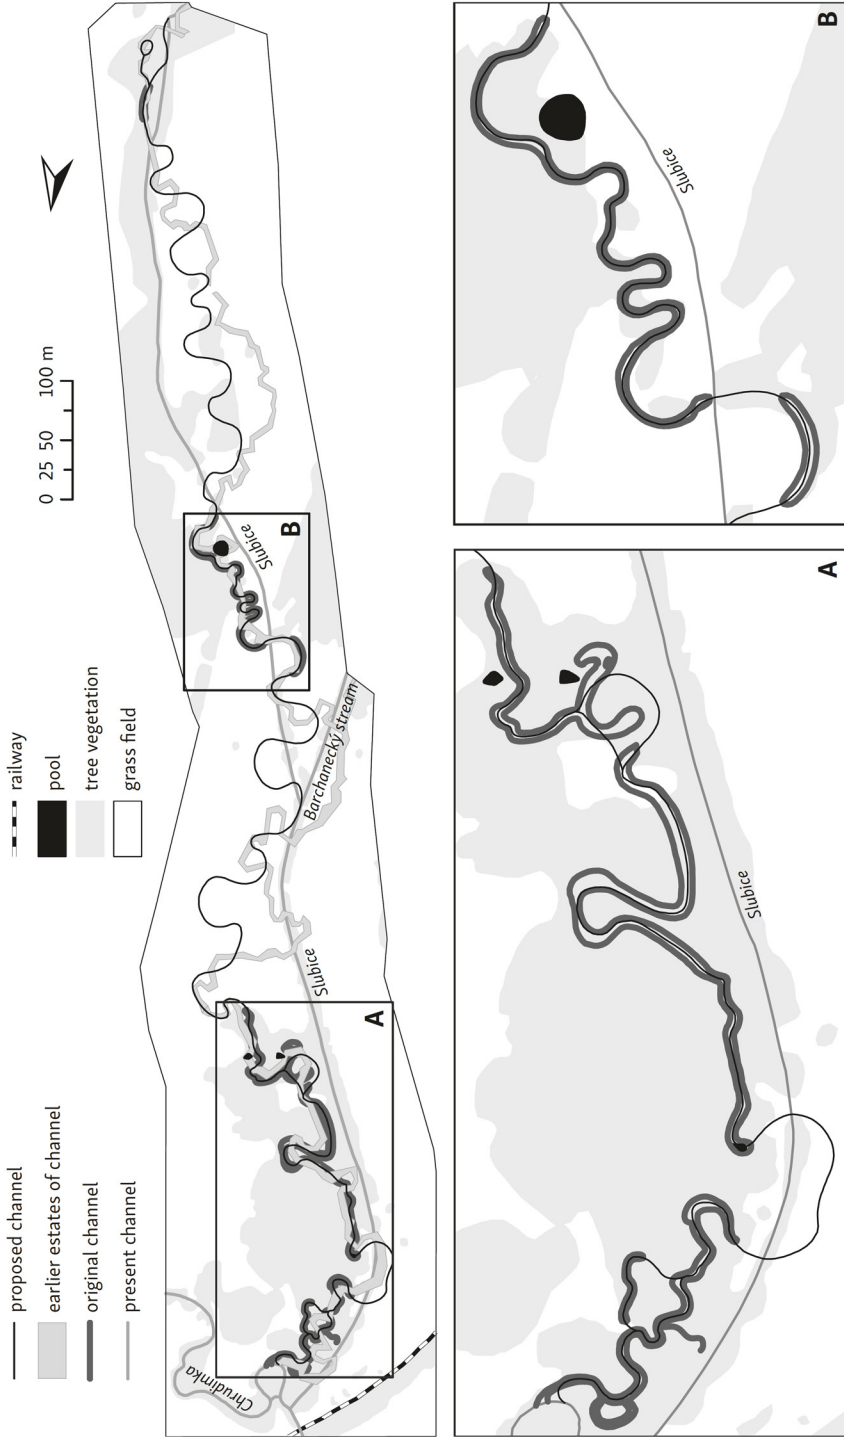 proposed channel
earlier estates of channel
original channel
present channel
railway
pool
tree vegetation
grass field
0 25 50 100 m
Chrudimka
Slubice
Barchanecký stream
Slubice
A
B
Slubice
A
Slubice
B